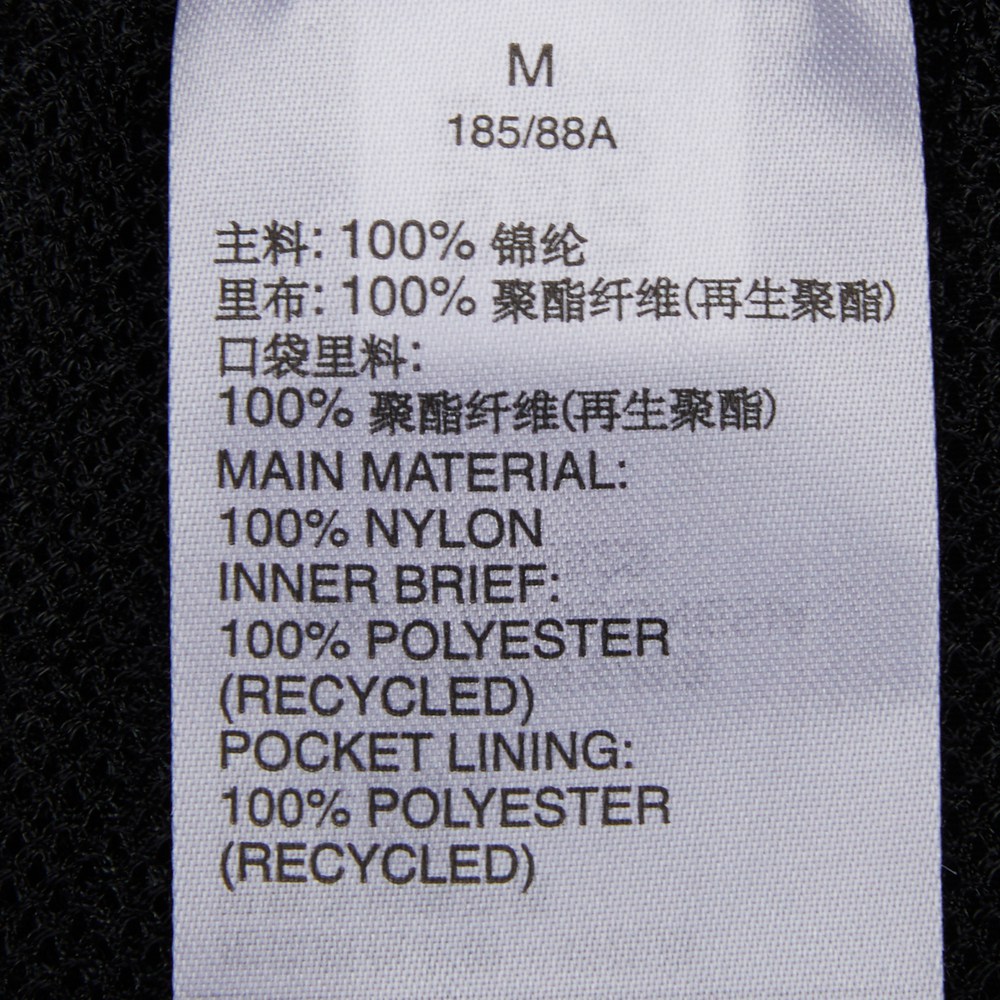 M
185/88A
主料: 100% 锦纶
里布: 100% 聚酯纤维(再生聚酯)
口袋里料:
100% 聚酯纤维(再生聚酯)
MAIN MATERIAL:
100% NYLON
INNER BRIEF:
100% POLYESTER
(RECYCLED)
POCKET LINING:
100% POLYESTER
(RECYCLED)